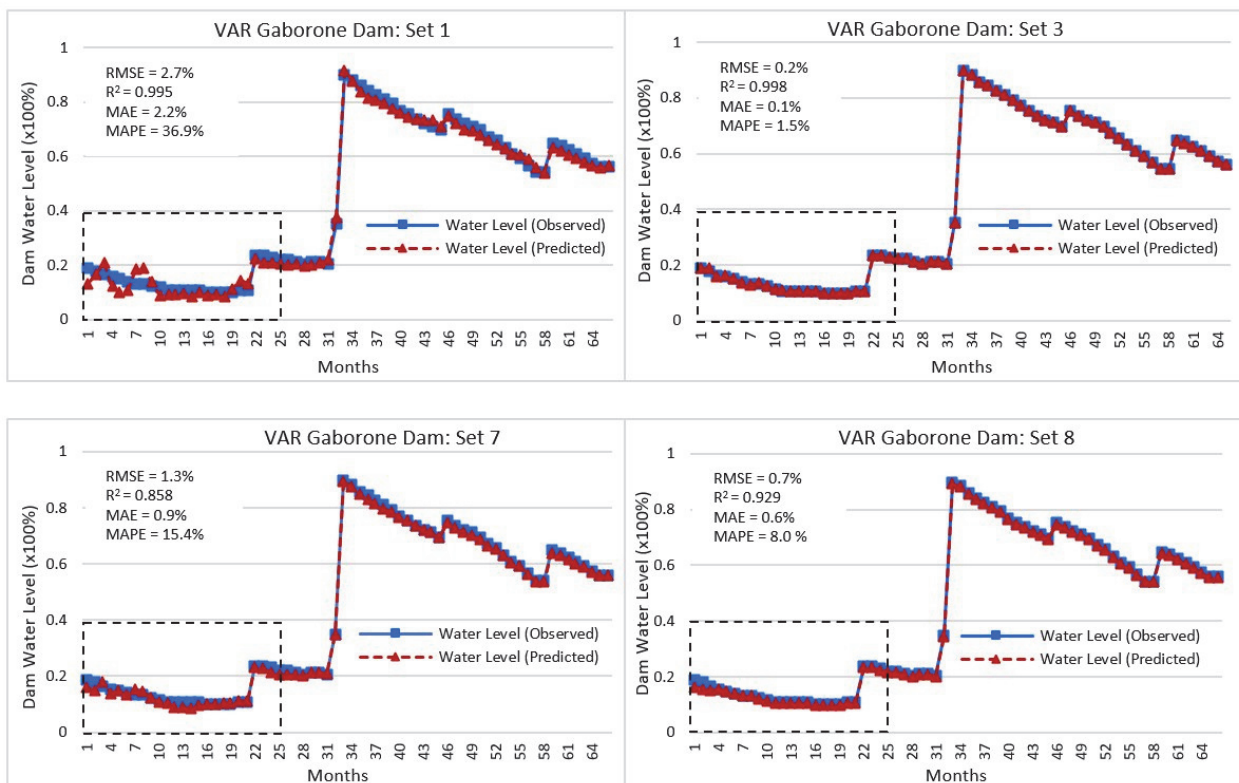 VAR Gaborone Dam: Set 1
RMSE = 2.7%
R² = 0.995
MAE = 2.2%
MAPE = 36.9%
Dam Water Level (x100%)
1
0.8
0.6
0.4
0.2
0
Water Level (Observed)
Water Level (Predicted)
1 4 7 10 13 16 19 22 25 28 31 34 37 40 43 46 49 52 55 58 61 64
Months
VAR Gaborone Dam: Set 3
RMSE = 0.2%
R² = 0.998
MAE = 0.1%
MAPE = 1.5%
Dam Water Level (x100%)
1
0.8
0.6
0.4
0.2
0
Water Level (Observed)
Water Level (Predicted)
1 4 7 10 13 16 19 22 25 28 31 34 37 40 43 46 49 52 55 58 61 64
Months
VAR Gaborone Dam: Set 7
RMSE = 1.3%
R² = 0.858
MAE = 0.9%
MAPE = 15.4%
Dam Water Level (x100%)
1
0.8
0.6
0.4
0.2
0
Water Level (Observed)
Water Level (Predicted)
1 4 7 10 13 16 19 22 25 28 31 34 37 40 43 46 49 52 55 58 61 64
Months
VAR Gaborone Dam: Set 8
RMSE = 0.7%
R² = 0.929
MAE = 0.6%
MAPE = 8.0 %
Dam Water Level (x100%)
1
0.8
0.6
0.4
0.2
0
Water Level (Observed)
Water Level (Predicted)
1 4 7 10 13 16 19 22 25 28 31 34 37 40 43 46 49 52 55 58 61 64
Months